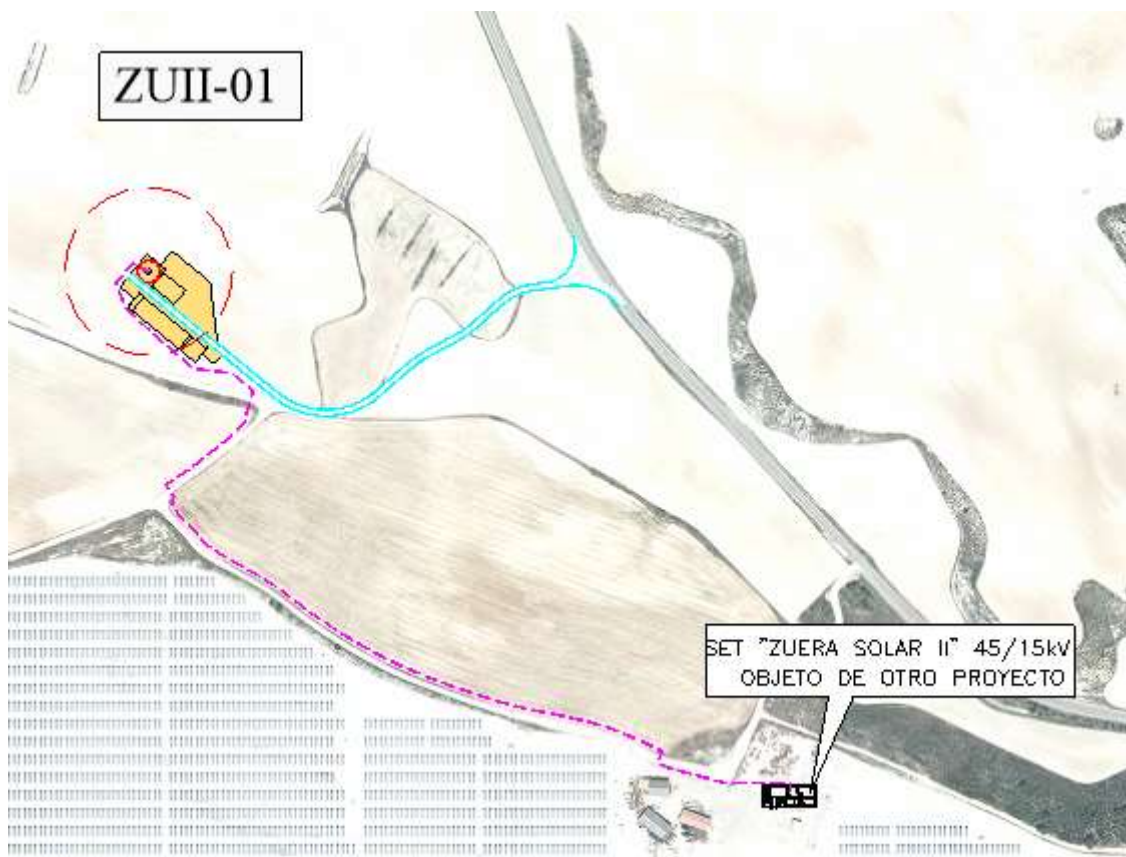 ZUII-01
SET "ZUERA SOLAR II" 45/15kV
OBJETO DE OTRO PROYECTO